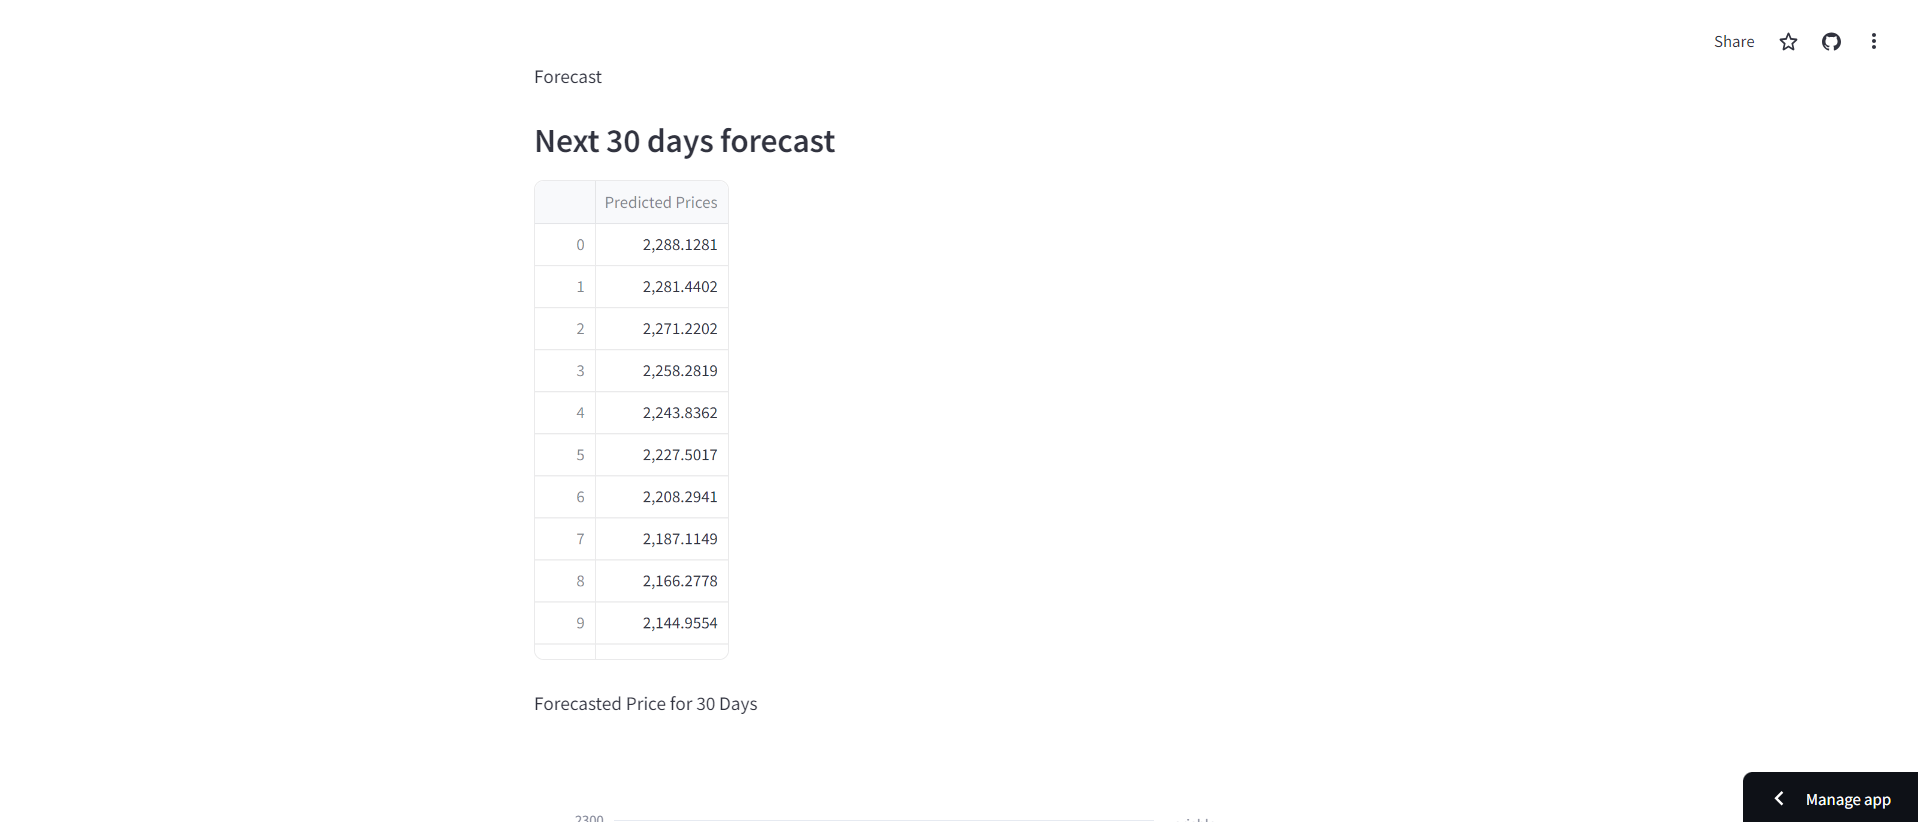 Share
Forecast
Next 30 days forecast
Predicted Prices
0 2,288.1281
1 2,281.4402
2 2,271.2202
3 2,258.2819
4 2,243.8362
5 2,227.5017
6 2,208.2941
7 2,187.1149
8 2,166.2778
9 2,144.9554
Forecasted Price for 30 Days
Manage app
2300